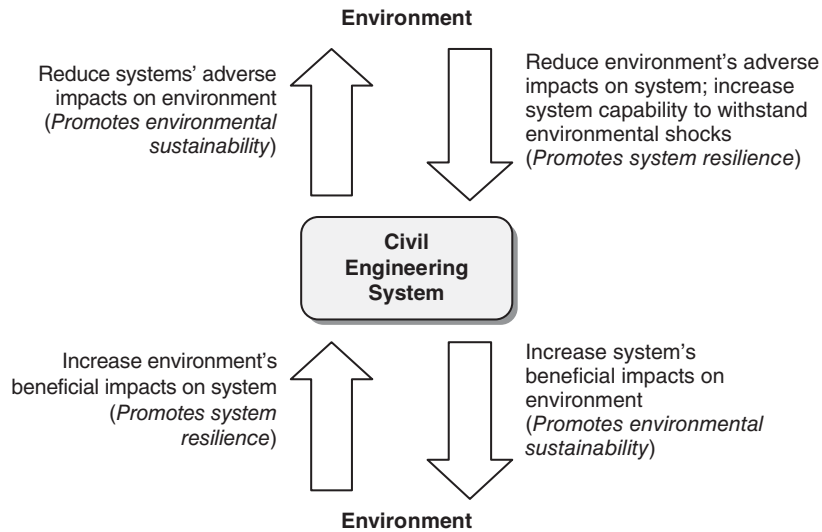 Environment
Reduce systems’ adverse
impacts on environment
(Promotes environmental
sustainability)
Reduce environment’s adverse
impacts on system; increase
system capability to withstand
environmental shocks
(Promotes system resilience)
Civil
Engineering
System
Increase environment’s
beneficial impacts on system
(Promotes system
resilience)
Increase system’s
beneficial impacts on
environment
(Promotes environmental
sustainability)
Environment